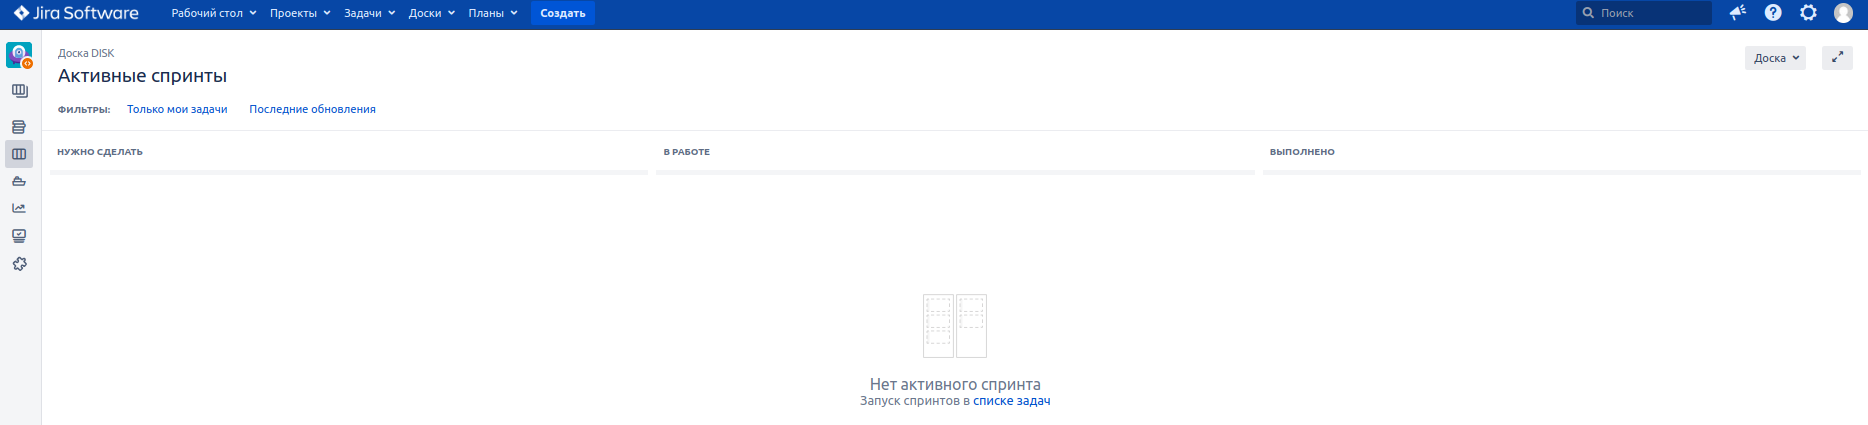 Jira Software Рабочий стол Проекты Задачи Доски Планы Создать Поиск
Доска DISK
Активные спринты
Доска
ФИЛЬТРЫ: Только мои задачи Последние обновления
НУЖНО СДЕЛАТЬ В РАБОТЕ ВЫПОЛНЕНО
Нет активного спринта
Запуск спринтов в списке задач